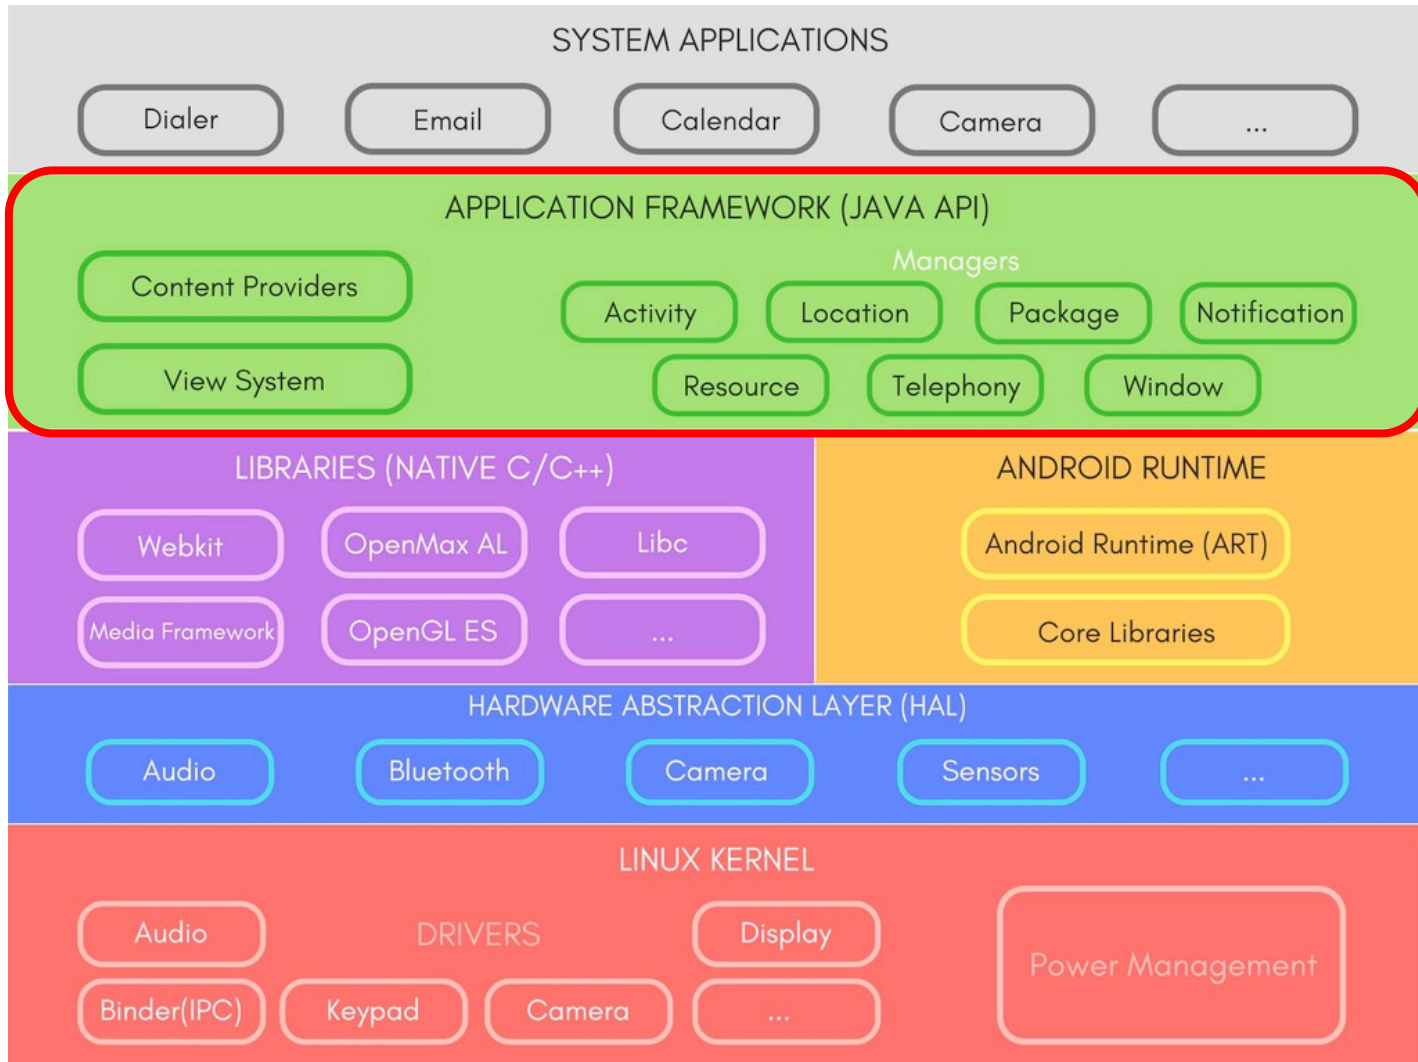 SYSTEM APPLICATIONS
Dialer
Email
Calendar
Camera
...
APPLICATION FRAMEWORK (JAVA API)
Content Providers
View System
Managers
Activity
Location
Package
Notification
Resource
Telephony
Window
LIBRARIES (NATIVE C/C++)
Webkit
OpenMax AL
Libc
Media Framework
OpenGL ES
...
ANDROID RUNTIME
Android Runtime (ART)
Core Libraries
HARDWARE ABSTRACTION LAYER (HAL)
Audio
Bluetooth
Camera
Sensors
...
LINUX KERNEL
Audio
DRIVERS
Display
Binder(IPC)
Keypad
Camera
...
Power Management